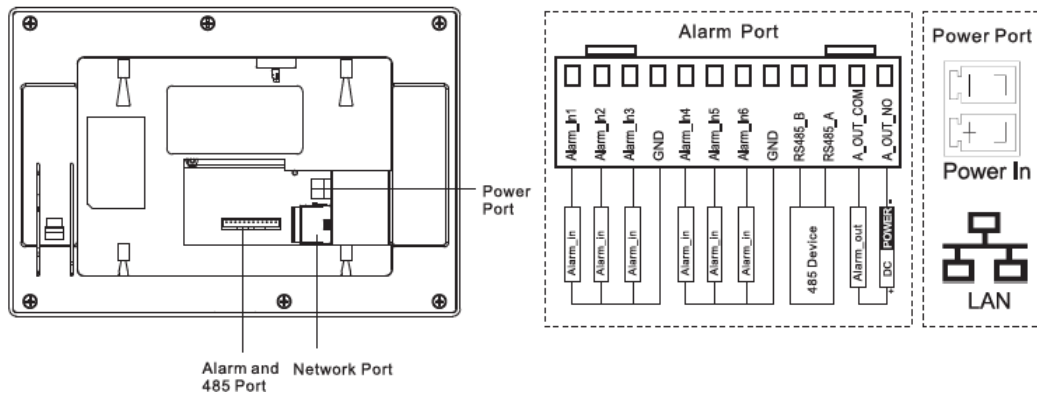 Power
Port
Alarm and
485 Port
Network Port
Alarm Port
Alarm_In1
Alarm_In2
Alarm_In3
GND
Alarm_In4
Alarm_In5
Alarm_In6
GND
RS485_B
RS485_A
A_OUT_COM
A_OUT_NO
Alarm_in
Alarm_in
Alarm_in
Alarm_in
Alarm_in
Alarm_in
485 Device
Alarm_out
+ DC POWER -
Power Port
-
+
Power In
LAN